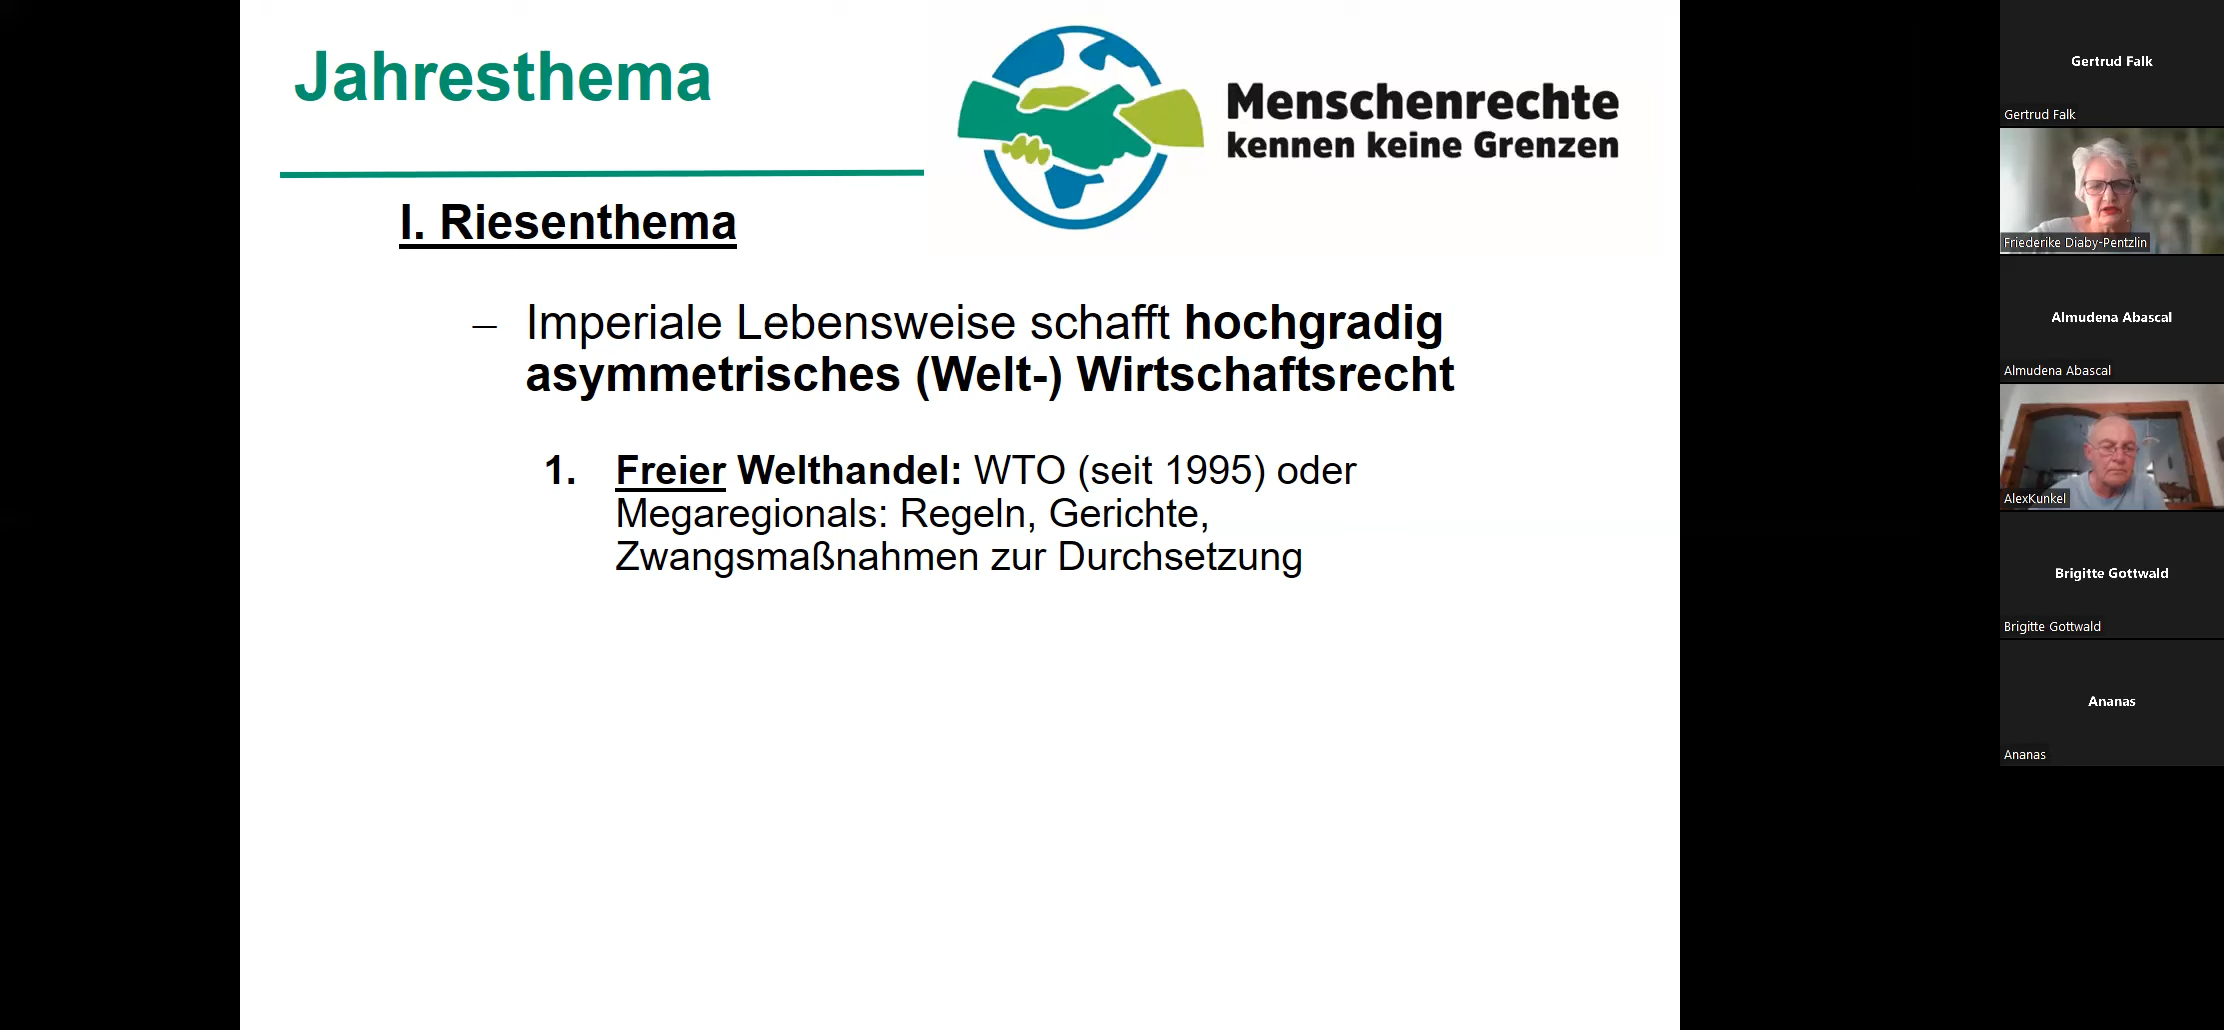 Jahresthema
Menschenrechte
kennen keine Grenzen
I. Riesenthema
– Imperiale Lebensweise schafft hochgradig
asymmetrisches (Welt-) Wirtschaftsrecht
1. Freier Welthandel: WTO (seit 1995) oder
Megaregionals: Regeln, Gerichte,
Zwangsmaßnahmen zur Durchsetzung
Gertrud Falk
Gertrud Falk
Friederike Diaby-Pentzlin
Almudena Abascal
Almudena Abascal
AlexKunkel
Brigitte Gottwald
Brigitte Gottwald
Ananas
Ananas